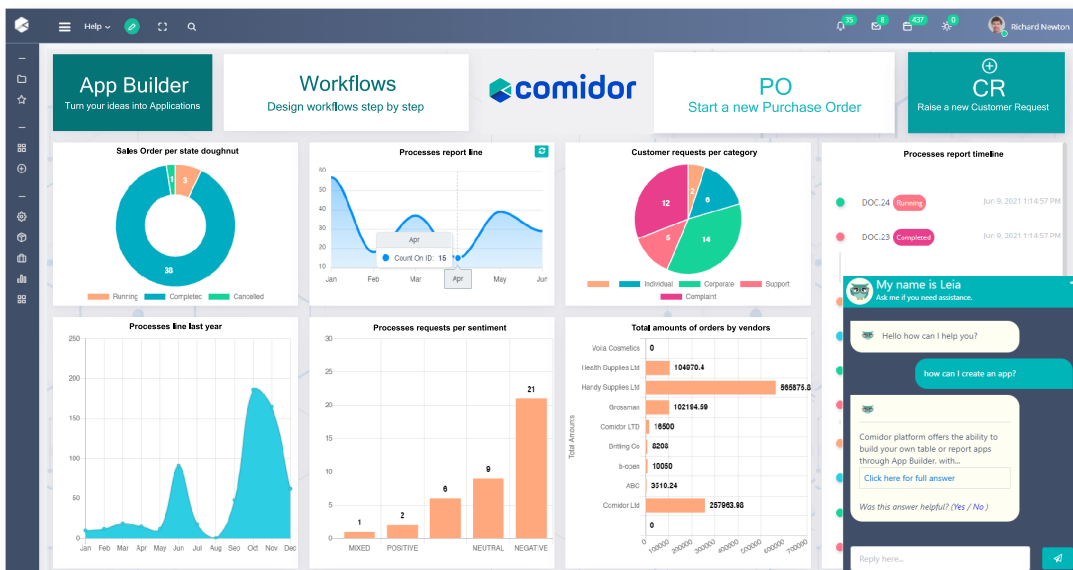 Help
35
8
437
0
Richard Newton
App Builder
Turn your ideas into Applications
Workflows
Design workflows step by step
comidor
PO
Start a new Purchase Order
CR
Raise a new Customer Request
Sales Order per state doughnut
1
3
38
Running
Completed
Cancelled
Processes report line
60
50
40
30
20
10
Jan
Feb
Mar
Apr
May
Jun
Apr
Count On ID: 15
Customer requests per category
2
6
14
5
12
Individual
Corporate
Support
Complaint
Processes report timeline
DOC.24 Running Jun 9, 2021 1:14:57 PM
DOC.23 Completed Jun 9, 2021 1:14:57 PM
Processes line last year
250
200
150
100
50
0
Jan Feb Mar Apr May Jun Jul Aug Sep Oct Nov Dec
Processes requests per sentiment
30
25
20
15
10
5
0
1
2
6
9
21
MIXED
POSITIVE
NEUTRAL
NEGATIVE
Total amounts of orders by vendors
Total Amounts
Voila Cosmetics 0
Health Supplies Ltd 104970.4
Handy Supplies Ltd 565875.8
Grossman 102194.59
Comidor LTD 16500
Drilling Co 8208
b-open 10050
ABC 3510.24
Comidor Ltd 257963.98
0
0 100000 200000 300000 400000 500000 600000 700000
My name is Leia
Ask me if you need assistance.
Hello how can I help you?
how can I create an app?
Comidor platform offers the ability to
build your own table or report apps
through App Builder, with...
Click here for full answer
Was this answer helpful? (Yes / No )
Reply here...